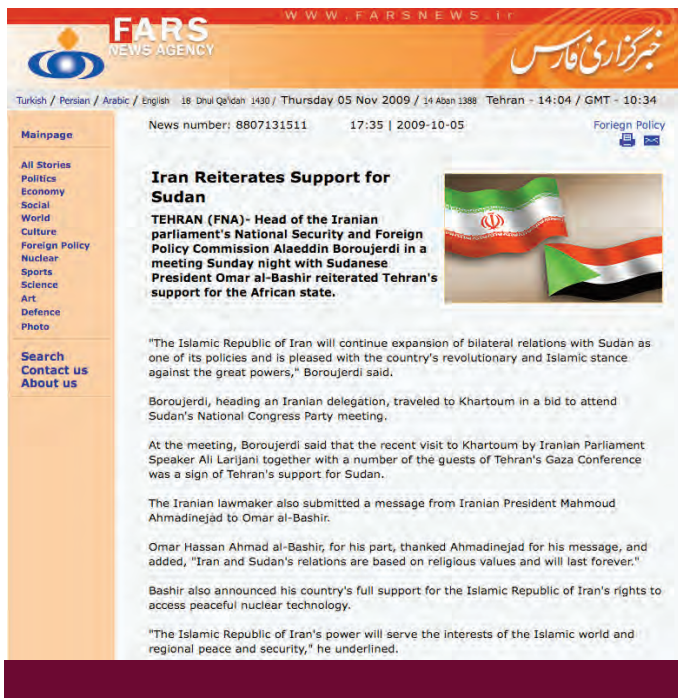 WWW.FARSNEWS.ir
FARS
NEWS AGENCY
خبرگزاری فارس
Turkish / Persian / Arabic / English 18 Dhul Qa'dah 1430 / Thursday 05 Nov 2009 / 14 Aban 1388 Tehran - 14:04 / GMT - 10:34
Mainpage
All Stories
Politics
Economy
Social
World
Culture
Foreign Policy
Nuclear
Sports
Science
Art
Defence
Photo
Search
Contact us
About us
News number: 8807131511 17:35 | 2009-10-05
Foriegn Policy
Iran Reiterates Support for
Sudan
TEHRAN (FNA)- Head of the Iranian
parliament's National Security and Foreign
Policy Commission Alaeddin Boroujerdi in a
meeting Sunday night with Sudanese
President Omar al-Bashir reiterated Tehran's
support for the African state.
"The Islamic Republic of Iran will continue expansion of bilateral relations with Sudan as
one of its policies and is pleased with the country's revolutionary and Islamic stance
against the great powers," Boroujerdi said.
Boroujerdi, heading an Iranian delegation, traveled to Khartoum in a bid to attend
Sudan's National Congress Party meeting.
At the meeting, Boroujerdi said that the recent visit to Khartoum by Iranian Parliament
Speaker Ali Larijani together with a number of the guests of Tehran's Gaza Conference
was a sign of Tehran's support for Sudan.
The Iranian lawmaker also submitted a message from Iranian President Mahmoud
Ahmadinejad to Omar al-Bashir.
Omar Hassan Ahmad al-Bashir, for his part, thanked Ahmadinejad for his message, and
added, "Iran and Sudan's relations are based on religious values and will last forever."
Bashir also announced his country's full support for the Islamic Republic of Iran's rights to
access peaceful nuclear technology.
"The Islamic Republic of Iran's power will serve the interests of the Islamic world and
regional peace and security," he underlined.